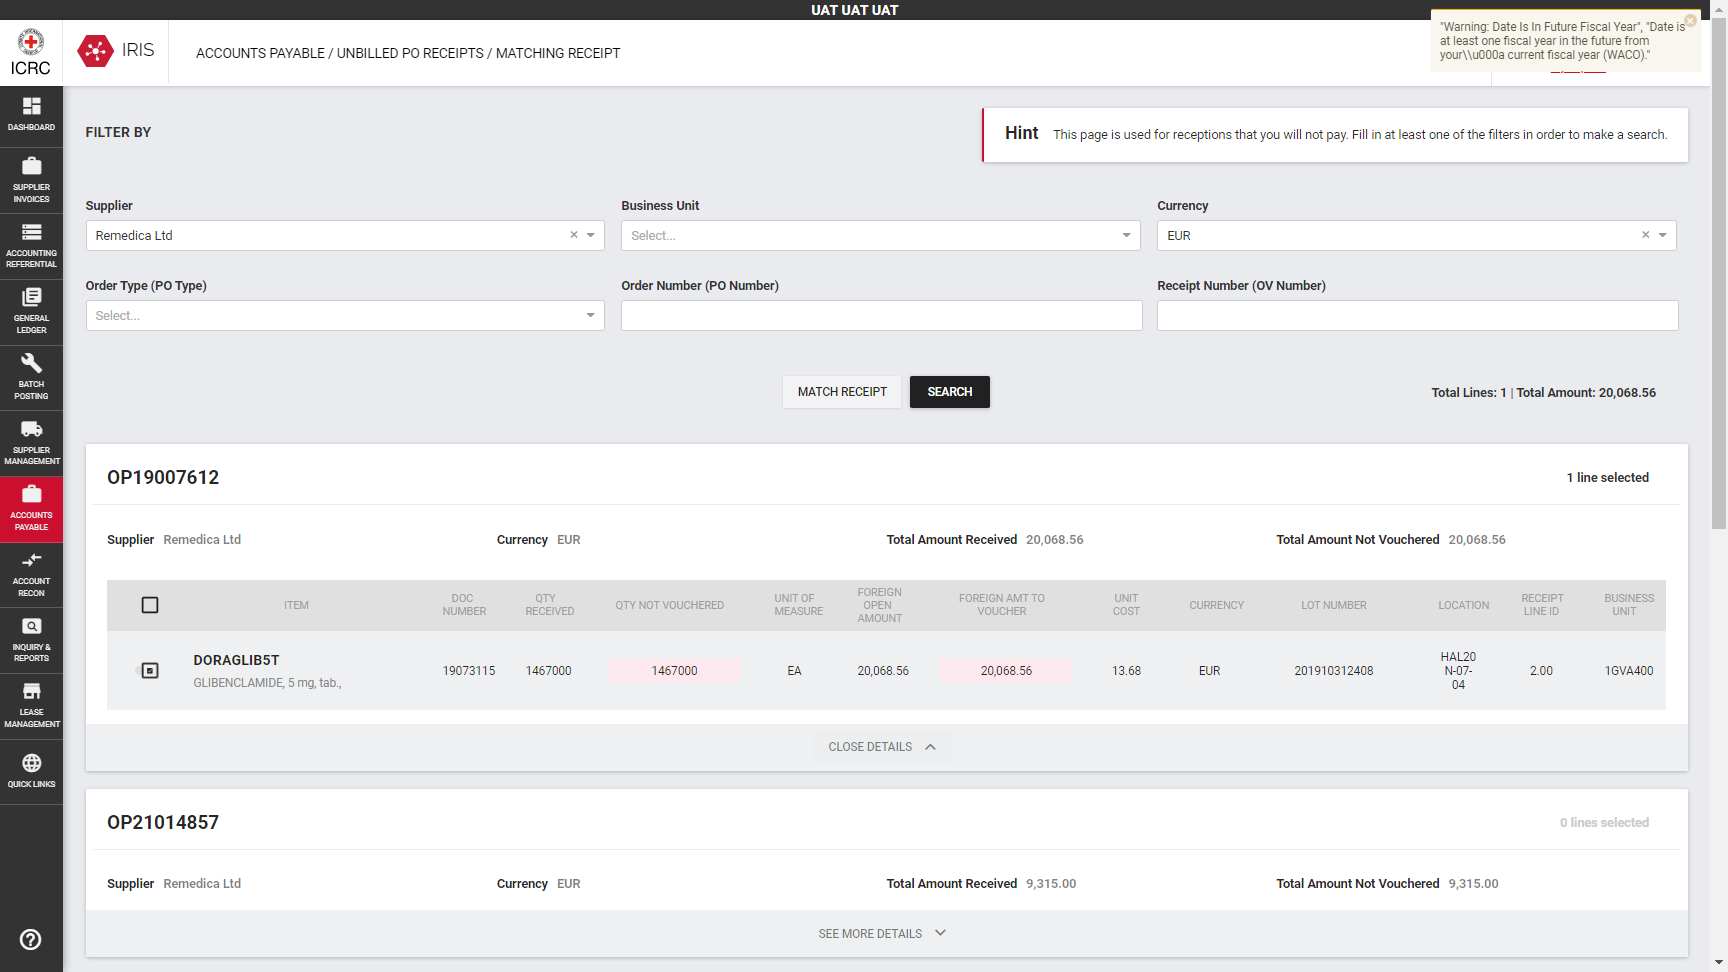 UAT UAT UAT
ICRC
IRIS
ACCOUNTS PAYABLE / UNBILLED PO RECEIPTS / MATCHING RECEIPT
"Warning: Date Is In Future Fiscal Year", "Date is
at least one fiscal year in the future from
your\\u000a current fiscal year (WACO)."
DASHBOARD
SUPPLIER
INVOICES
ACCOUNTING
REFERENTIAL
GENERAL
LEDGER
BATCH
POSTING
SUPPLIER
MANAGEMENT
ACCOUNTS
PAYABLE
ACCOUNT
RECON
INQUIRY &
REPORTS
LEASE
MANAGEMENT
QUICK LINKS
FILTER BY
Hint This page is used for receptions that you will not pay. Fill in at least one of the filters in order to make a search.
Supplier Business Unit Currency
Remedica Ltd × Select... EUR ×
Order Type (PO Type) Order Number (PO Number) Receipt Number (OV Number)
Select...
MATCH RECEIPT SEARCH Total Lines: 1 | Total Amount: 20,068.56
OP19007612 1 line selected
Supplier Remedica Ltd Currency EUR Total Amount Received 20,068.56 Total Amount Not Vouchered 20,068.56
ITEM
DOC
NUMBER
QTY
RECEIVED
QTY NOT VOUCHERED
UNIT OF
MEASURE
FOREIGN
OPEN
AMOUNT
FOREIGN AMT TO
VOUCHER
UNIT
COST
CURRENCY
LOT NUMBER
LOCATION
RECEIPT
LINE ID
BUSINESS
UNIT
DORAGLIB5T
GLIBENCLAMIDE, 5 mg, tab.,
19073115
1467000
1467000
EA
20,068.56
20,068.56
13.68
EUR
201910312408
HAL20
N-07-
04
2.00
1GVA400
CLOSE DETAILS
OP21014857 0 lines selected
Supplier Remedica Ltd Currency EUR Total Amount Received 9,315.00 Total Amount Not Vouchered 9,315.00
SEE MORE DETAILS